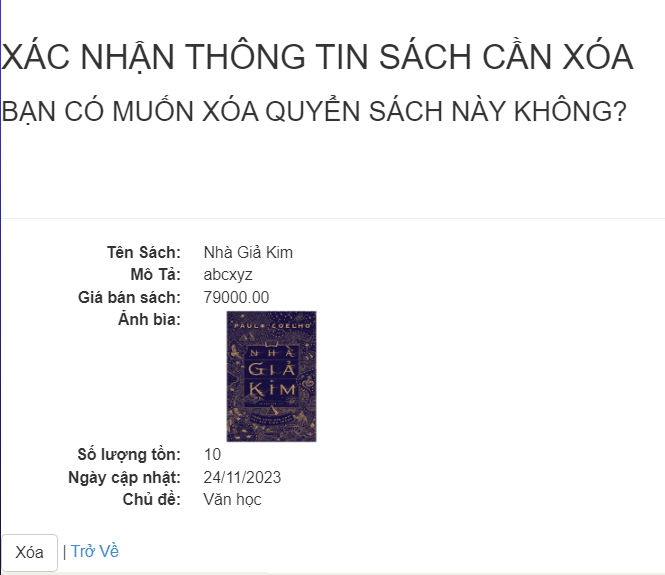 XÁC NHẬN THÔNG TIN SÁCH CẦN XÓA
BẠN CÓ MUỐN XÓA QUYỂN SÁCH NÀY KHÔNG?
Tên Sách: Nhà Giả Kim
Mô Tả: abcxyz
Giá bán sách: 79000.00
Ảnh bìa:
PAULO COELHO
NHÀ
GIẢ
KIM
Số lượng tồn: 10
Ngày cập nhật: 24/11/2023
Chủ đề: Văn học
Xóa | Trở Về